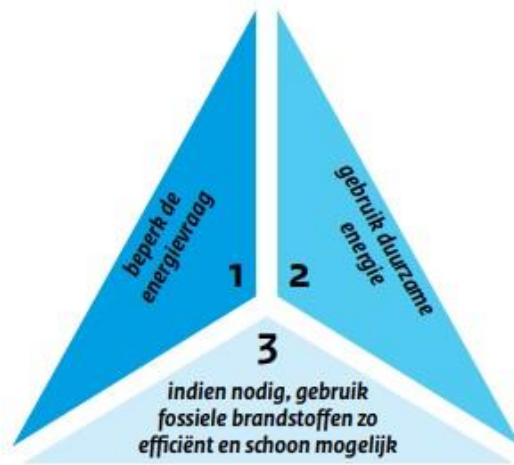 beperk de
energievraag
1
2
gebruik duurzame
energie
3
indien nodig, gebruik
fossiele brandstoffen zo
efficiënt en schoon mogelijk